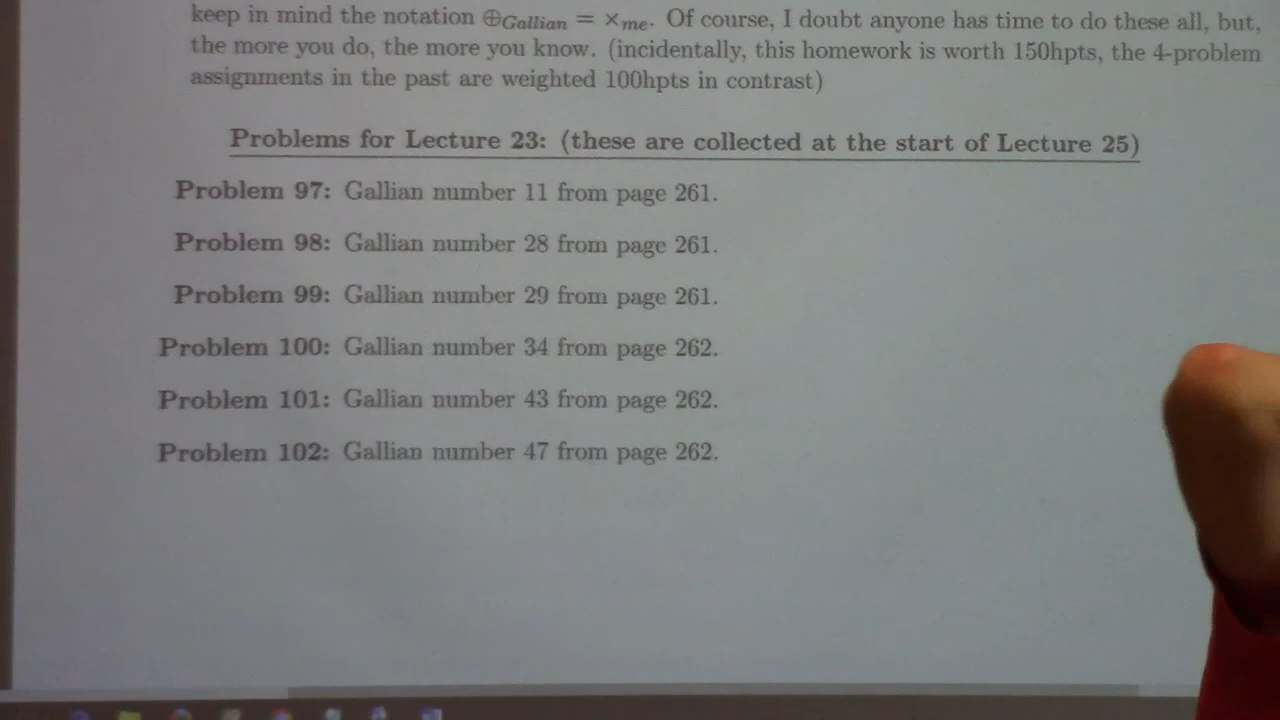 keep in mind the notation ⊕Gallian = ×me. Of course, I doubt anyone has time to do these all, but,
the more you do, the more you know. (incidentally, this homework is worth 150hpts, the 4-problem
assignments in the past are weighted 100hpts in contrast)
Problems for Lecture 23: (these are collected at the start of Lecture 25)
Problem 97: Gallian number 11 from page 261.
Problem 98: Gallian number 28 from page 261.
Problem 99: Gallian number 29 from page 261.
Problem 100: Gallian number 34 from page 262.
Problem 101: Gallian number 43 from page 262.
Problem 102: Gallian number 47 from page 262.